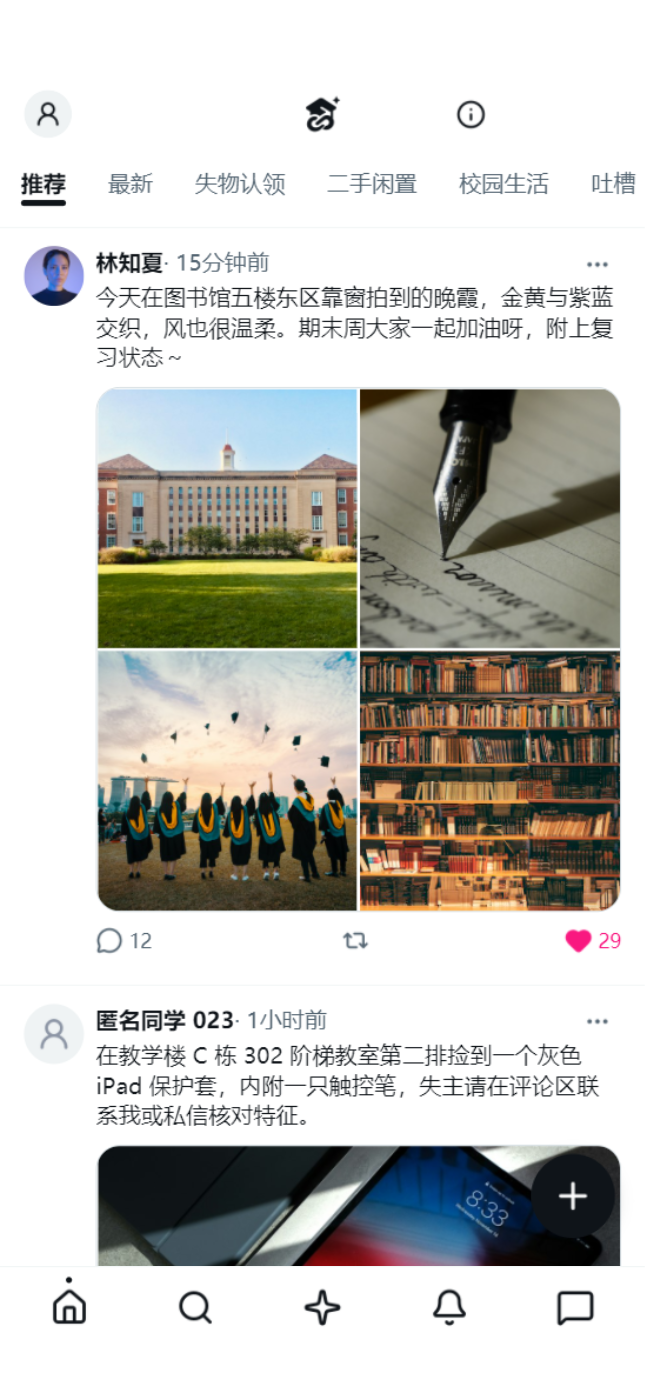 推荐 最新 失物认领 二手闲置 校园生活 吐槽
林知夏· 15分钟前
今天在图书馆五楼东区靠窗拍到的晚霞，金黄与紫蓝
交织，风也很温柔。期末周大家一起加油呀，附上复
习状态～
12 29
匿名同学 023· 1小时前
在教学楼 C 栋 302 阶梯教室第二排捡到一个灰色
iPad 保护套，内附一只触控笔，失主请在评论区联
系我或私信核对特征。
8:33